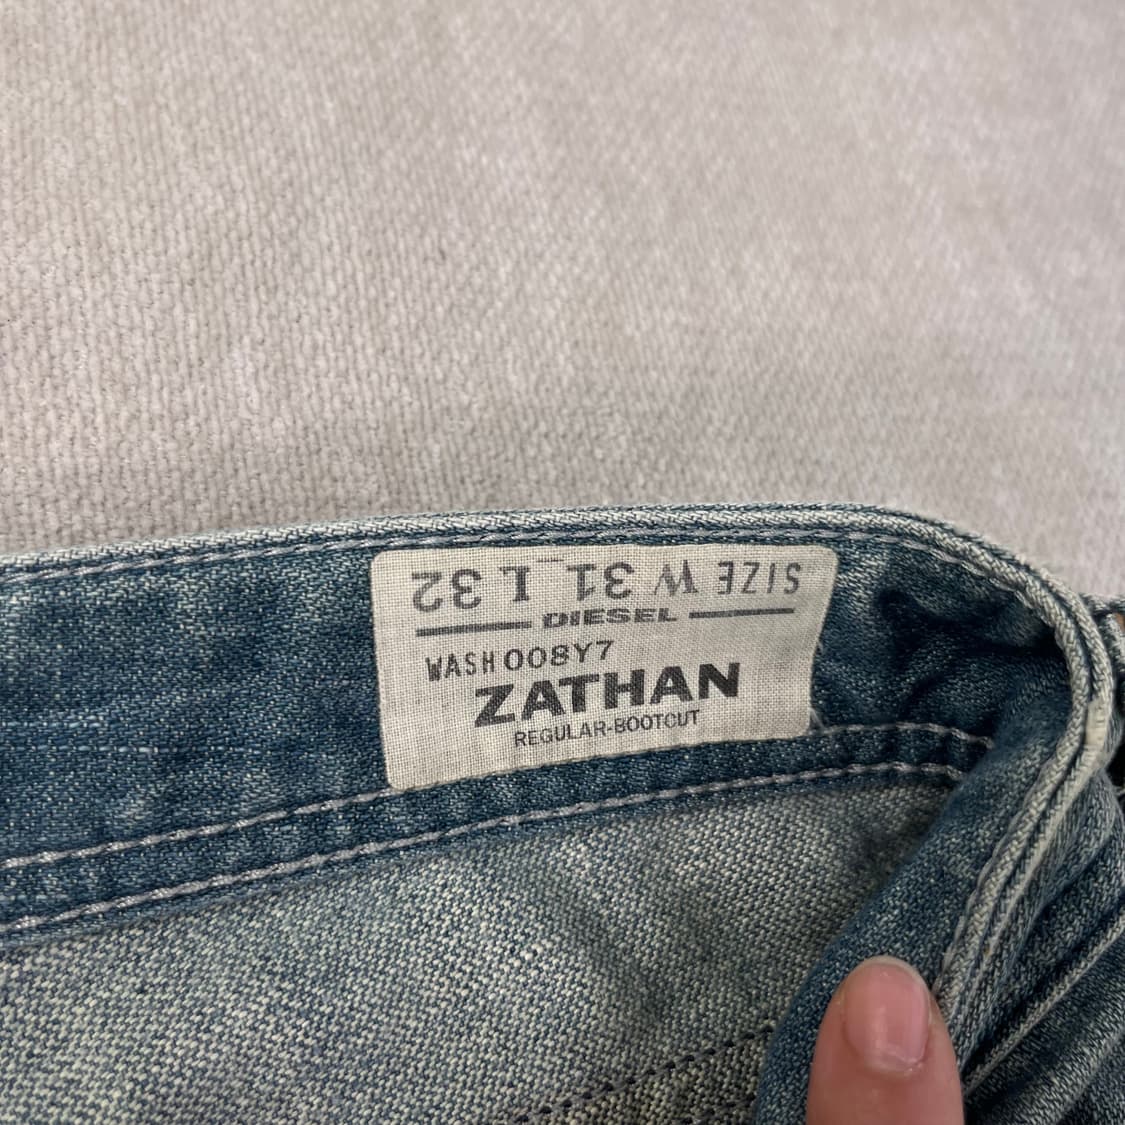 SIZE W 31 L 32
DIESEL
WASH 008Y7
ZATHAN
REGULAR-BOOTCUT